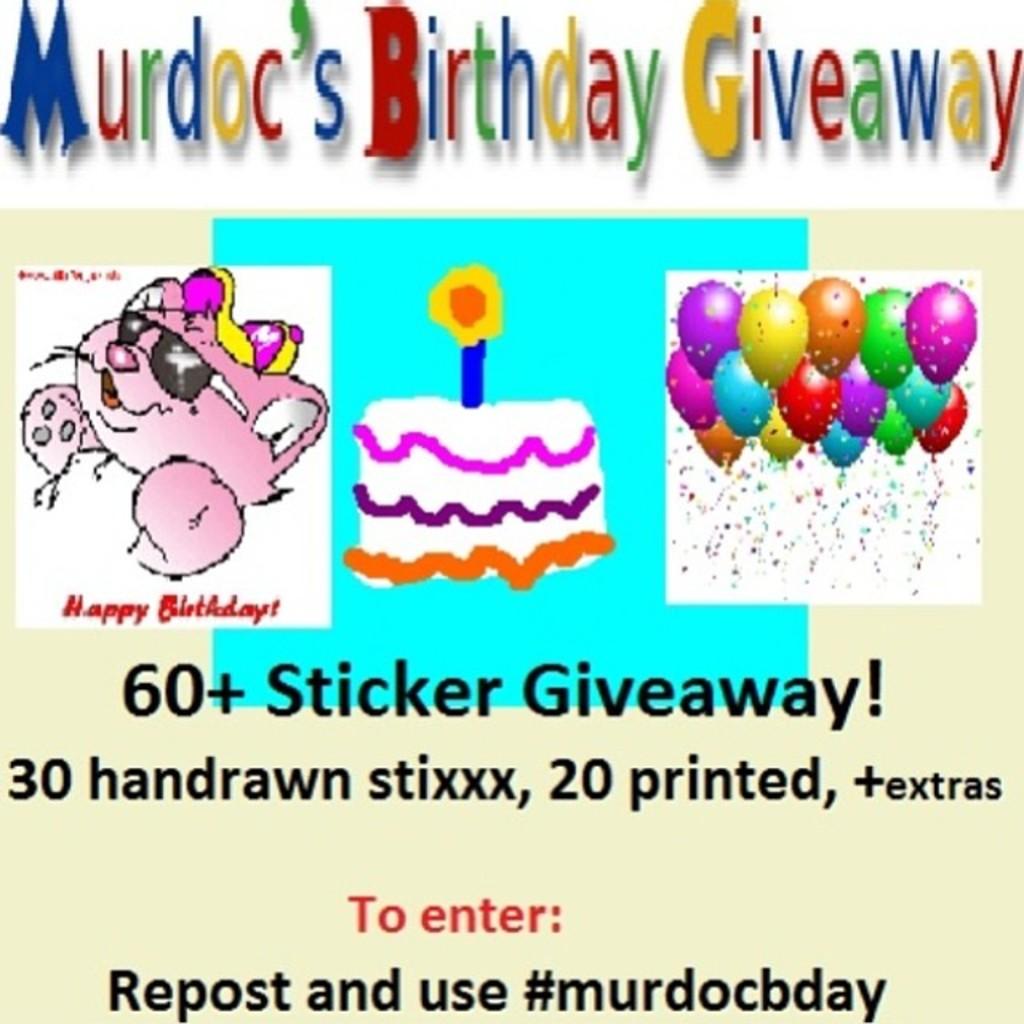 Murdoc's Birthday Giveaway
Happy Birthday!
60+ Sticker Giveaway!
30 handrawn stixxx, 20 printed, +extras
To enter:
Repost and use #murdocbday